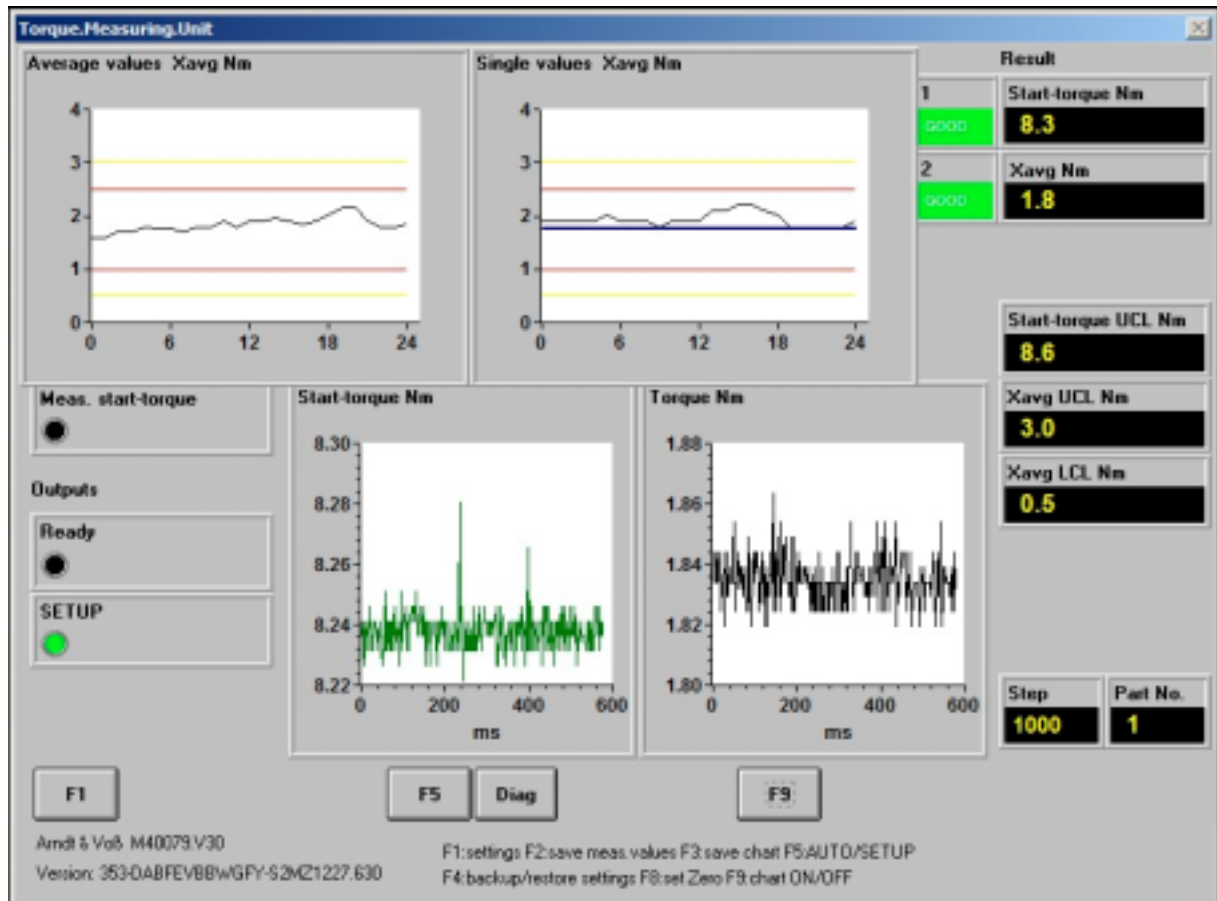 Torque.Measuring.Unit
Average values Xavg Nm
4
3
2
1
0
0 6 12 18 24
Single values Xavg Nm
4
3
2
1
0
0 6 12 18 24
Result
1
GOOD
Start-torque Nm
8.3
2
GOOD
Xavg Nm
1.8
Start-torque UCL Nm
8.6
Xavg UCL Nm
3.0
Xavg LCL Nm
0.5
Meas. start-torque
Outputs
Ready
SETUP
Start-torque Nm
8.30
8.28
8.26
8.24
8.22
0 200 400 600
ms
Torque Nm
1.88
1.86
1.84
1.82
1.80
0 200 400 600
ms
Step
1000
Part No.
1
F1
F5
Diag
F9
Arndt & Voß M40079.V30
Version: 353-DABFEVBBWGFY-S2MZ1227.630
F1:settings F2:save meas.values F3:save chart F5:AUTO/SETUP
F4:backup/restore settings F8:set Zero F9:chart ON/OFF